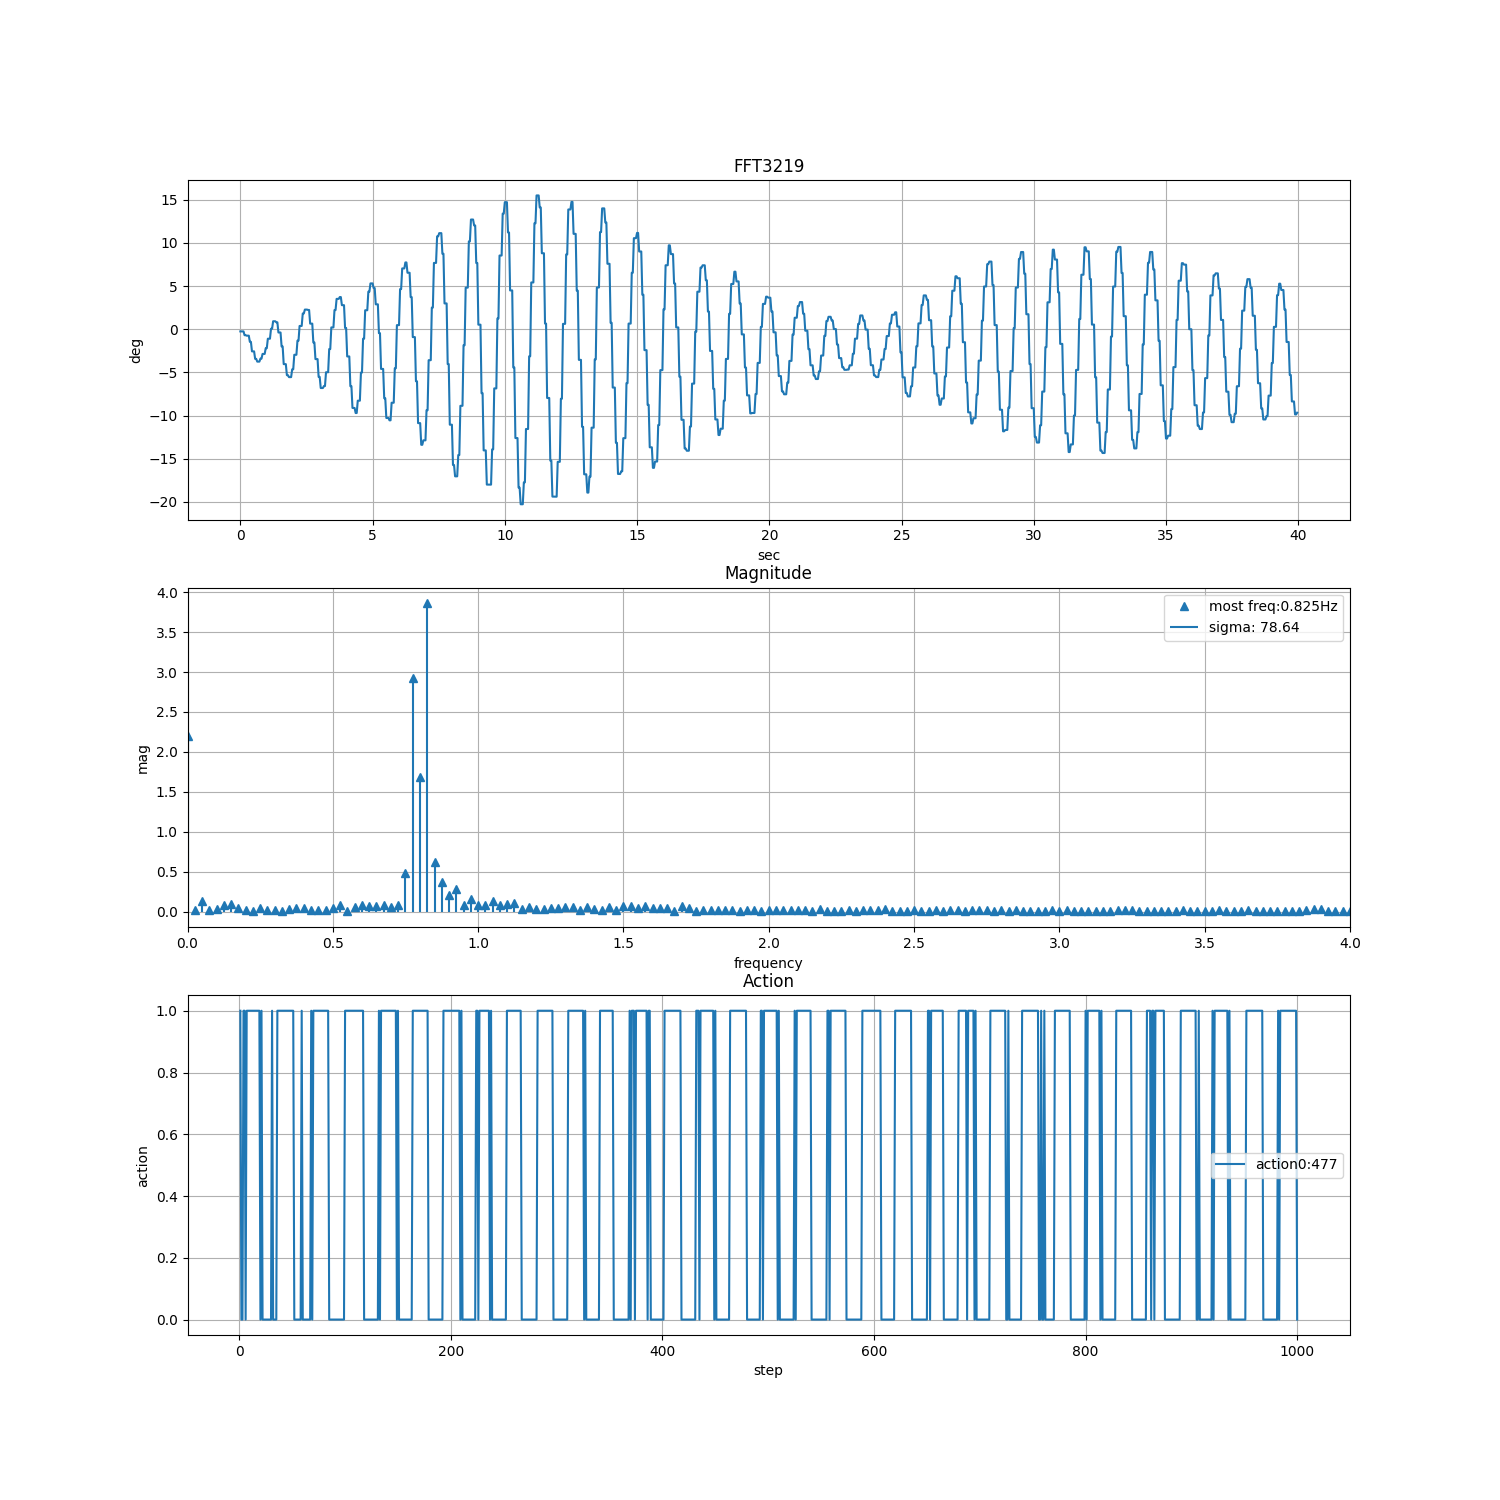 FFT3219
15
10
5
0
−5
−10
−15
−20
deg
0 5 10 15 20 25 30 35 40
sec
Magnitude
4.0
3.5
3.0
2.5
2.0
1.5
1.0
0.5
0.0
mag
most freq:0.825Hz
sigma: 78.64
0.0 0.5 1.0 1.5 2.0 2.5 3.0 3.5 4.0
frequency
Action
1.0
0.8
0.6
0.4
0.2
0.0
action
action0:477
0 200 400 600 800 1000
step